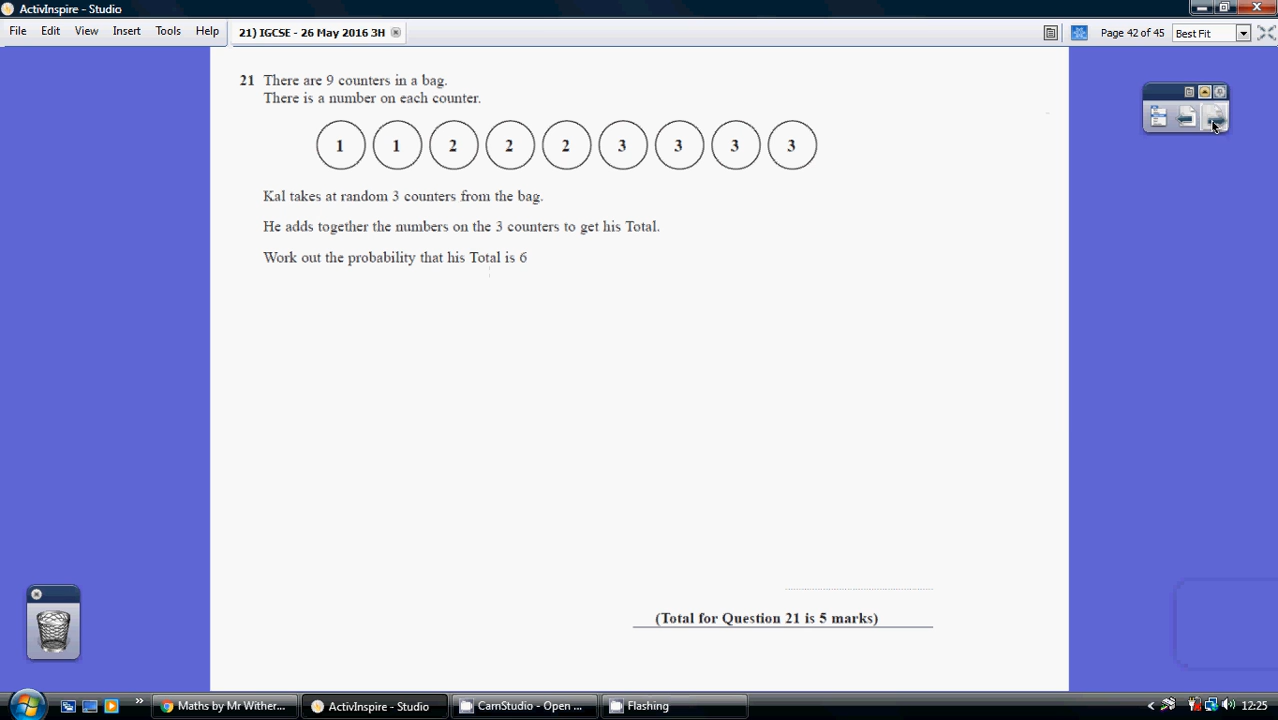 ActivInspire - Studio
File Edit View Insert Tools Help 21) IGCSE - 26 May 2016 3H Page 42 of 45 Best Fit
21 There are 9 counters in a bag.
There is a number on each counter.
1 1 2 2 2 3 3 3 3
Kal takes at random 3 counters from the bag.
He adds together the numbers on the 3 counters to get his Total.
Work out the probability that his Total is 6
(Total for Question 21 is 5 marks)
Maths by Mr Wither... ActivInspire - Studio CamStudio - Open ... Flashing 12:25